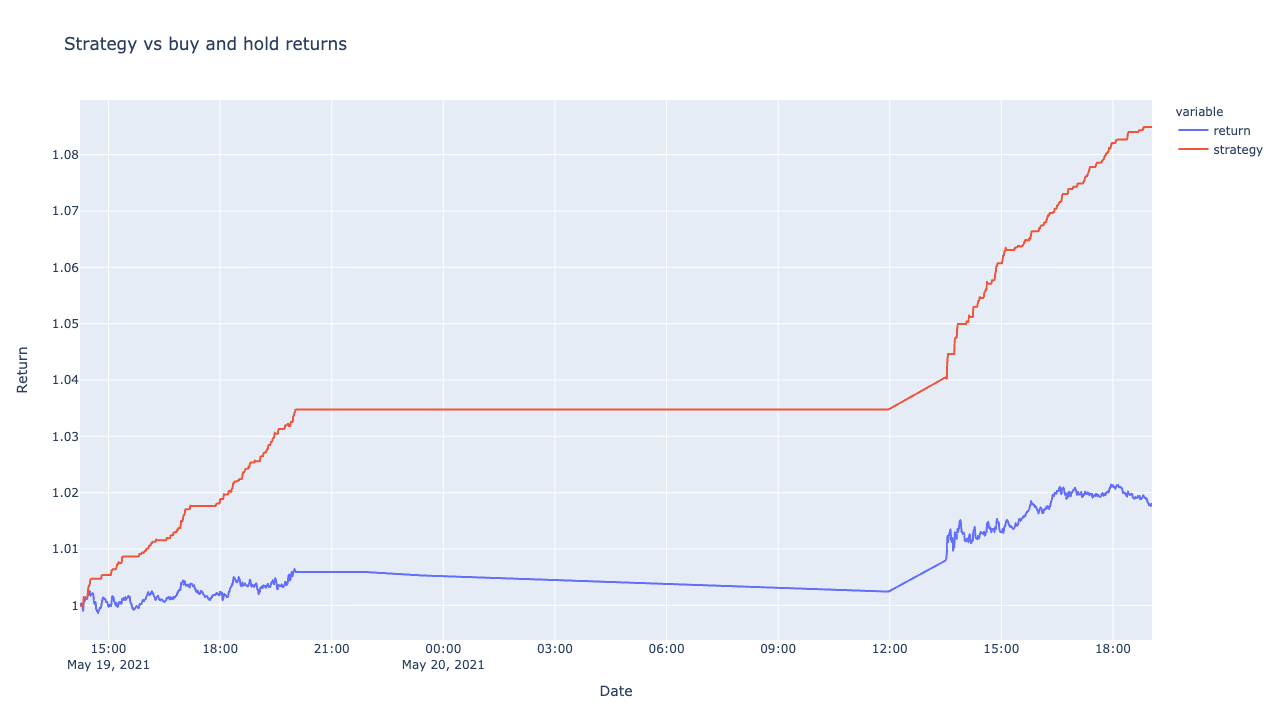 Strategy vs buy and hold returns
variable
return
strategy
1.08
1.07
1.06
1.05
1.04
1.03
1.02
1.01
1
Return
15:00 18:00 21:00 00:00 03:00 06:00 09:00 12:00 15:00 18:00
May 19, 2021 May 20, 2021
Date